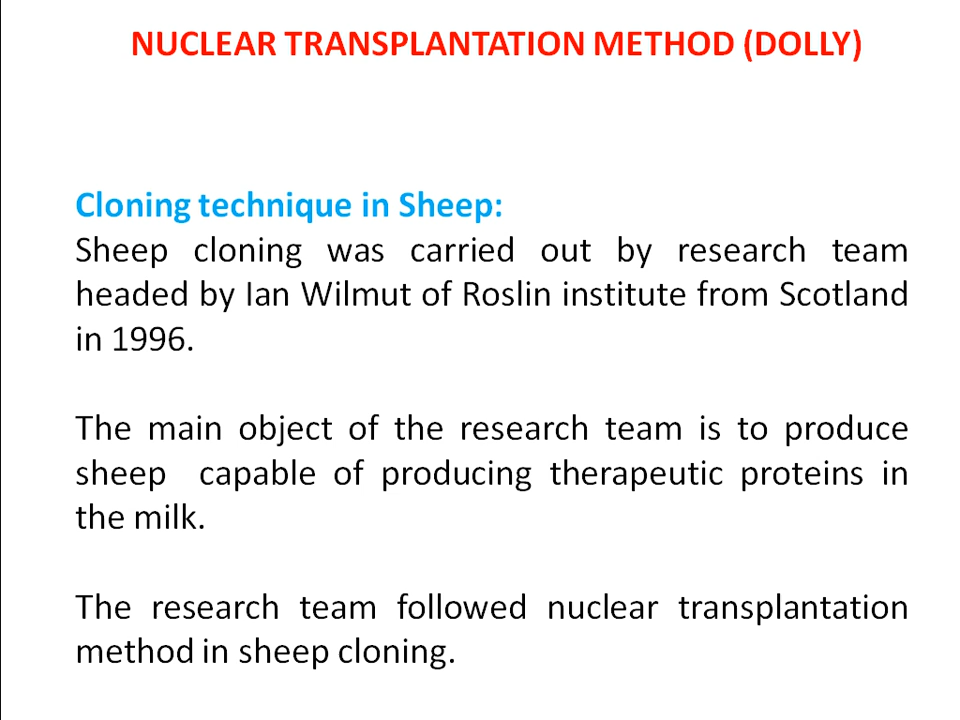 NUCLEAR TRANSPLANTATION METHOD (DOLLY)
Cloning technique in Sheep:
Sheep cloning was carried out by research team
headed by Ian Wilmut of Roslin institute from Scotland
in 1996.
The main object of the research team is to produce
sheep capable of producing therapeutic proteins in
the milk.
The research team followed nuclear transplantation
method in sheep cloning.